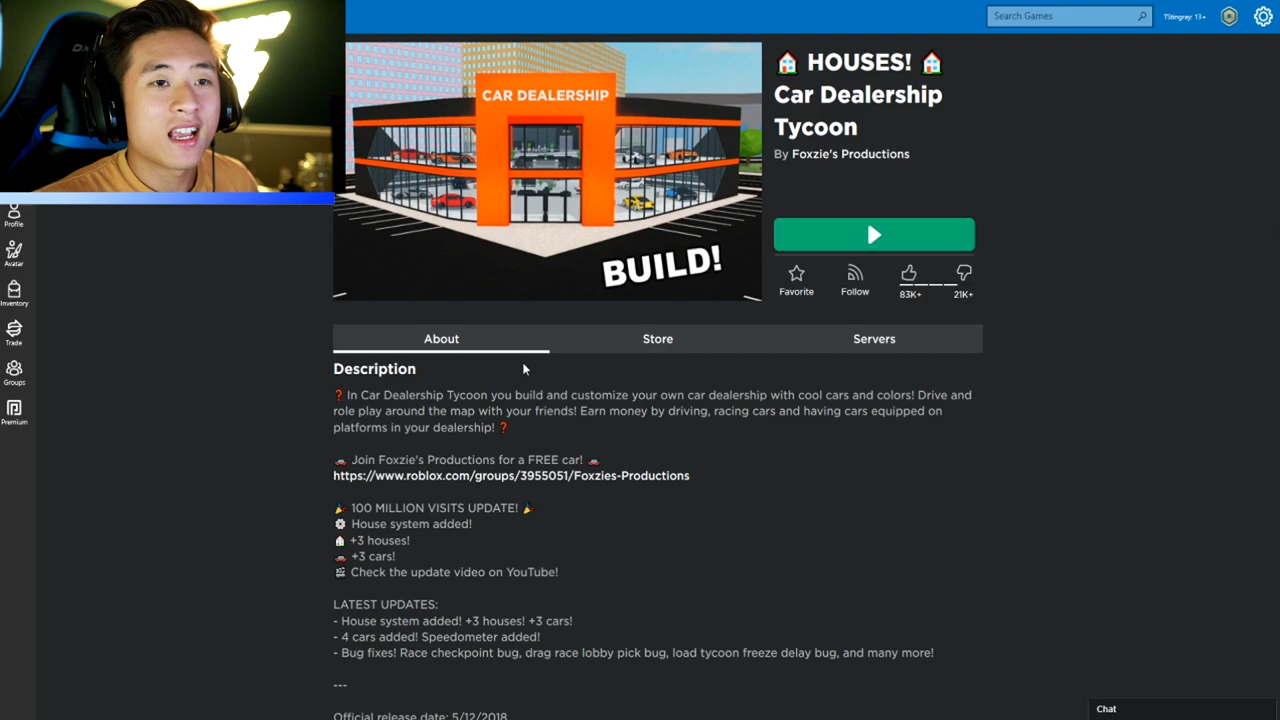 Search Games
TStingray: 13+
CAR DEALERSHIP
BUILD!
🏠 HOUSES! 🏠
Car Dealership
Tycoon
By Foxzie's Productions
Favorite
Follow
83K+
21K+
Profile
Avatar
Inventory
Trade
Groups
Premium
About
Store
Servers
Description
❓In Car Dealership Tycoon you build and customize your own car dealership with cool cars and colors! Drive and
role play around the map with your friends! Earn money by driving, racing cars and having cars equipped on
platforms in your dealership! ❓
🚗 Join Foxzie's Productions for a FREE car! 🚗
https://www.roblox.com/groups/3955051/Foxzies-Productions
🎉 100 MILLION VISITS UPDATE! 🎉
⚙️ House system added!
🏠 +3 houses!
🚗 +3 cars!
🎬 Check the update video on YouTube!
LATEST UPDATES:
- House system added! +3 houses! +3 cars!
- 4 cars added! Speedometer added!
- Bug fixes! Race checkpoint bug, drag race lobby pick bug, load tycoon freeze delay bug, and many more!
---
Official release date: 5/12/2018
Chat